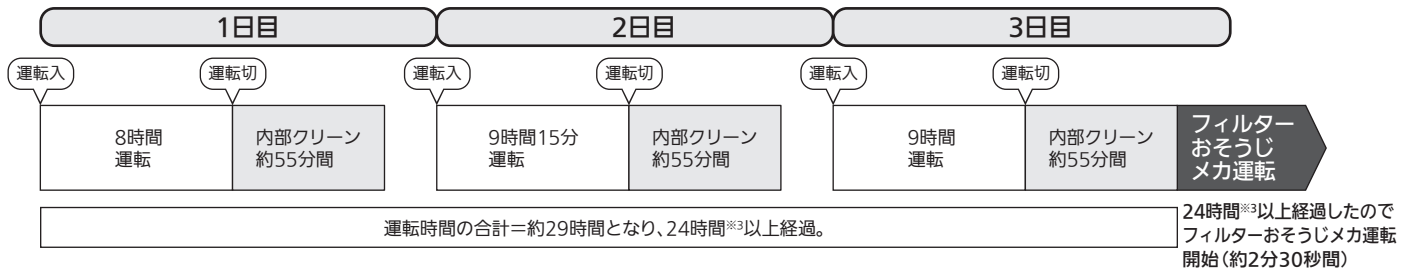 1日目
2日目
3日目
運転入
運転切
運転入
運転切
運転入
運転切
8時間
運転
内部クリーン
約55分間
9時間15分
運転
内部クリーン
約55分間
9時間
運転
内部クリーン
約55分間
フィルター
おそうじ
メカ運転
運転時間の合計＝約29時間となり、24時間※3以上経過。
24時間※3以上経過したので
フィルターおそうじメカ運転
開始（約2分30秒間）